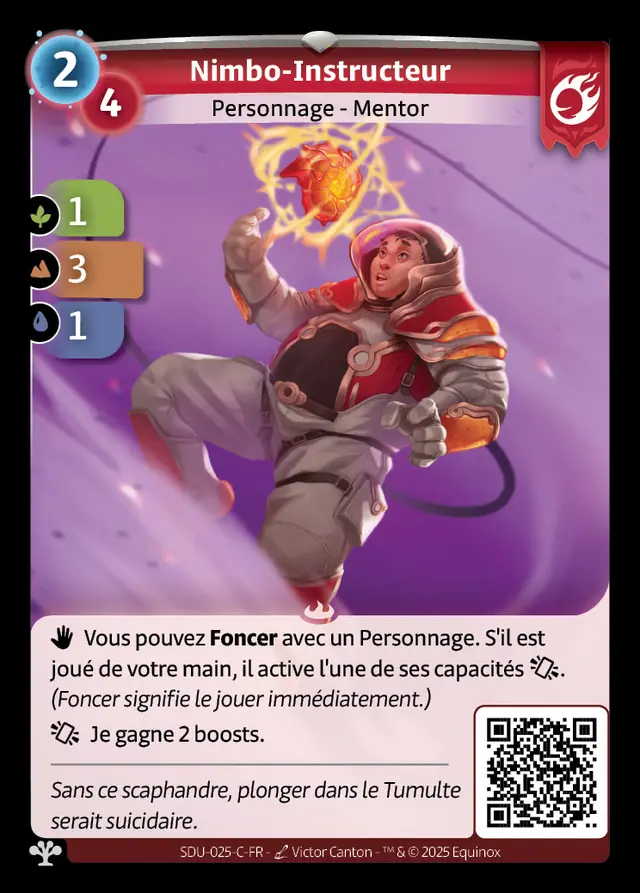 2
Nimbo-Instructeur
4
Personnage - Mentor
1
3
1
Vous pouvez Foncer avec un Personnage. S'il est
joué de votre main, il active l'une de ses capacités .
(Foncer signifie le jouer immédiatement.)
Je gagne 2 boosts.
Sans ce scaphandre, plonger dans le Tumulte
serait suicidaire.
SDU-025-C-FR - Victor Canton - ™ & © 2025 Equinox